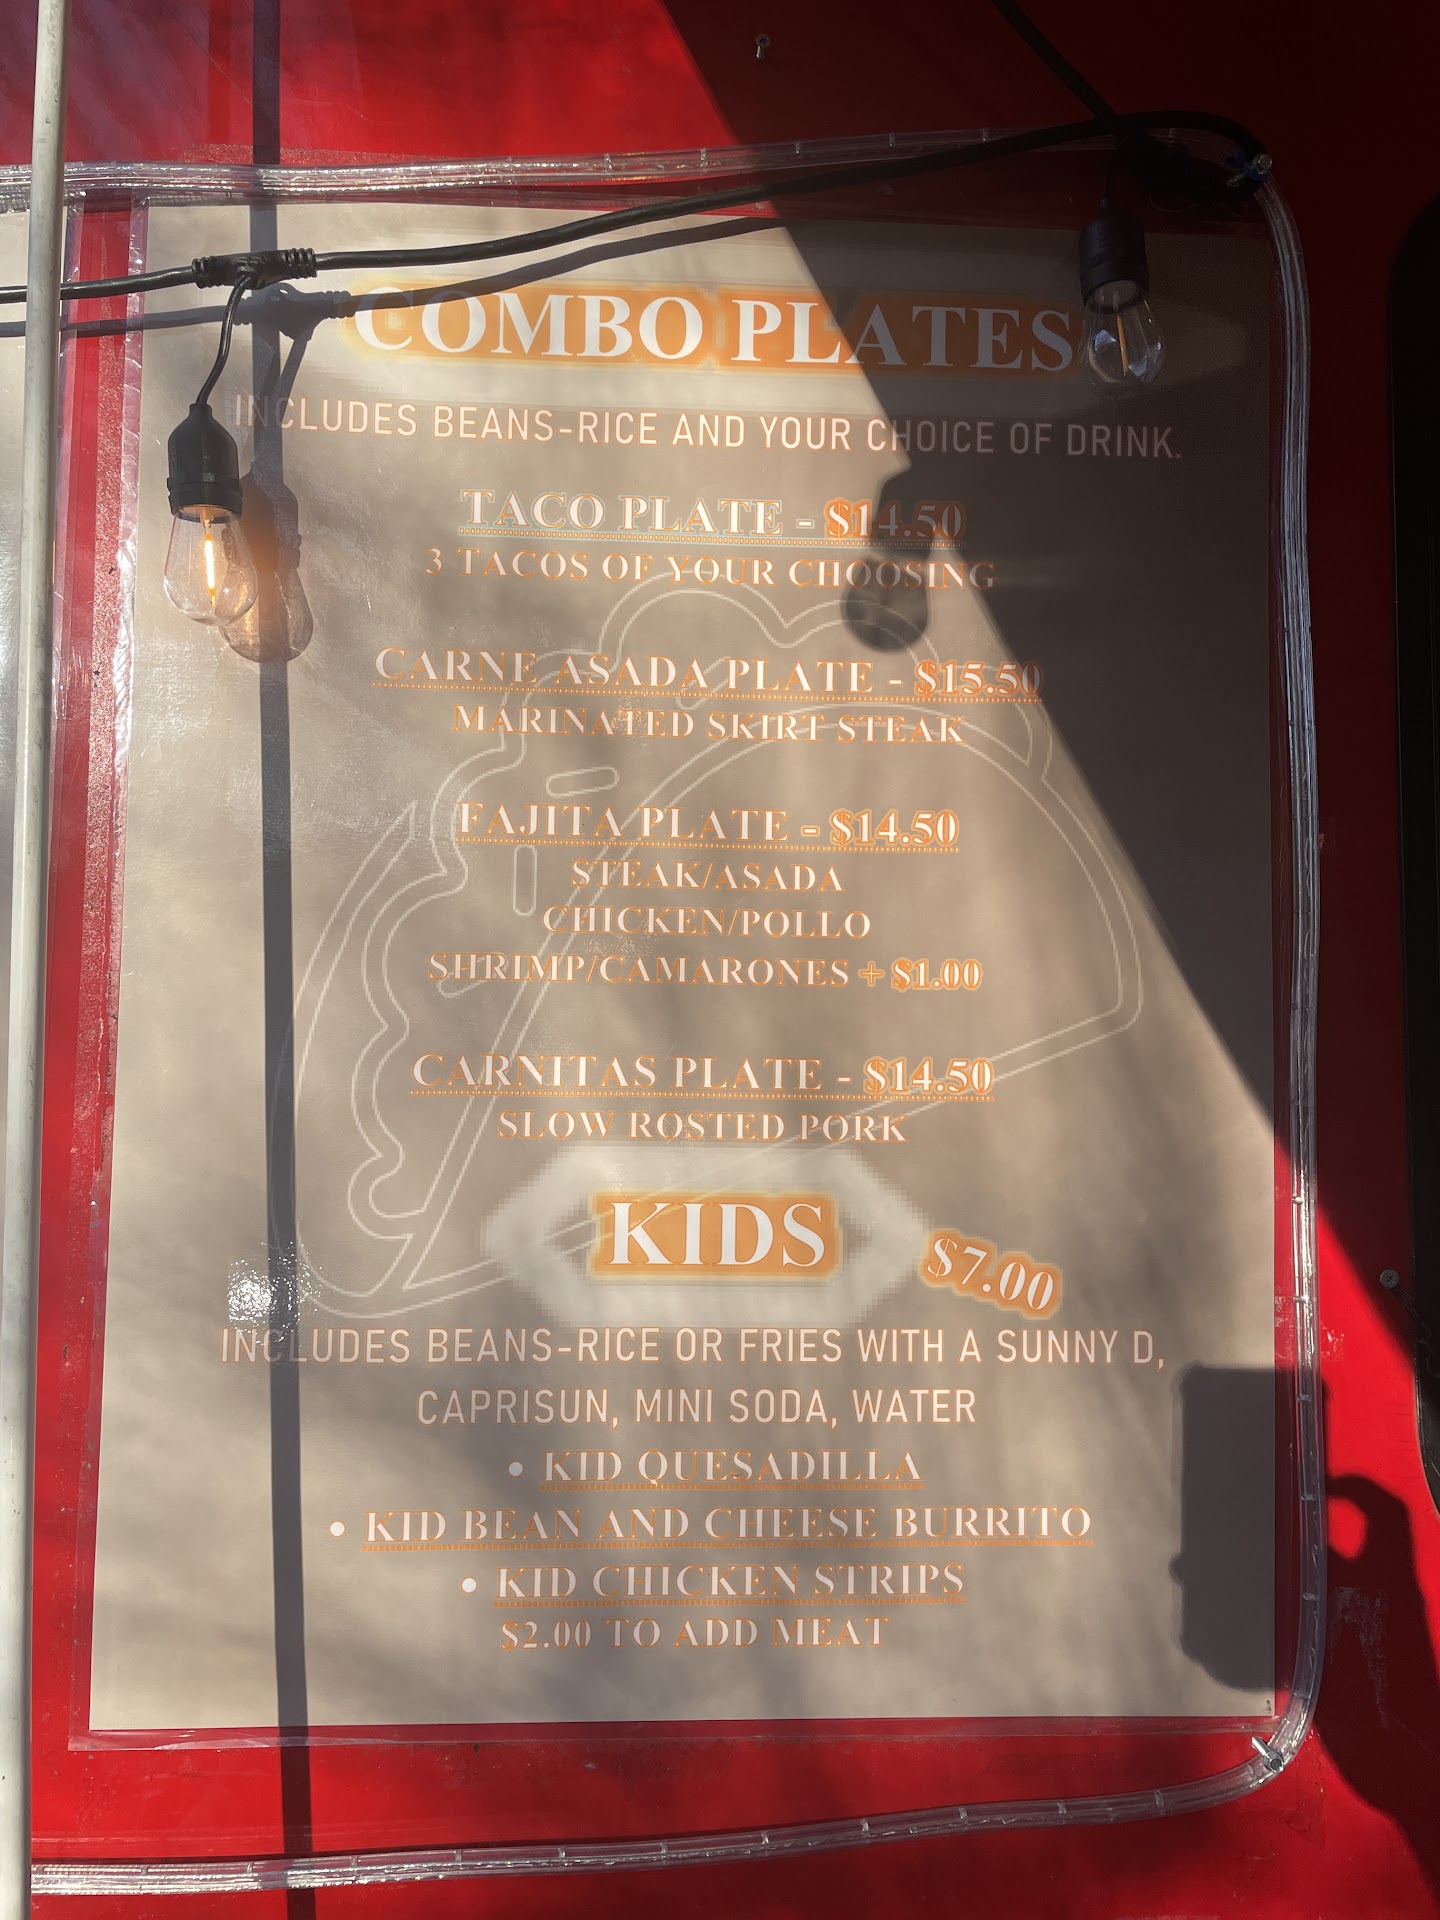 COMBO PLATES
INCLUDES BEANS-RICE AND YOUR CHOICE OF DRINK.
TACO PLATE - $14.50
3 TACOS OF YOUR CHOOSING
CARNE ASADA PLATE - $15.50
MARINATED SKIRT STEAK
FAJITA PLATE - $14.50
STEAK/ASADA
CHICKEN/POLLO
SHRIMP/CAMARONES + $1.00
CARNITAS PLATE - $14.50
SLOW ROSTED PORK
KIDS $7.00
INCLUDES BEANS-RICE OR FRIES WITH A SUNNY D,
CAPRISUN, MINI SODA, WATER
• KID QUESADILLA
• KID BEAN AND CHEESE BURRITO
• KID CHICKEN STRIPS
$2.00 TO ADD MEAT